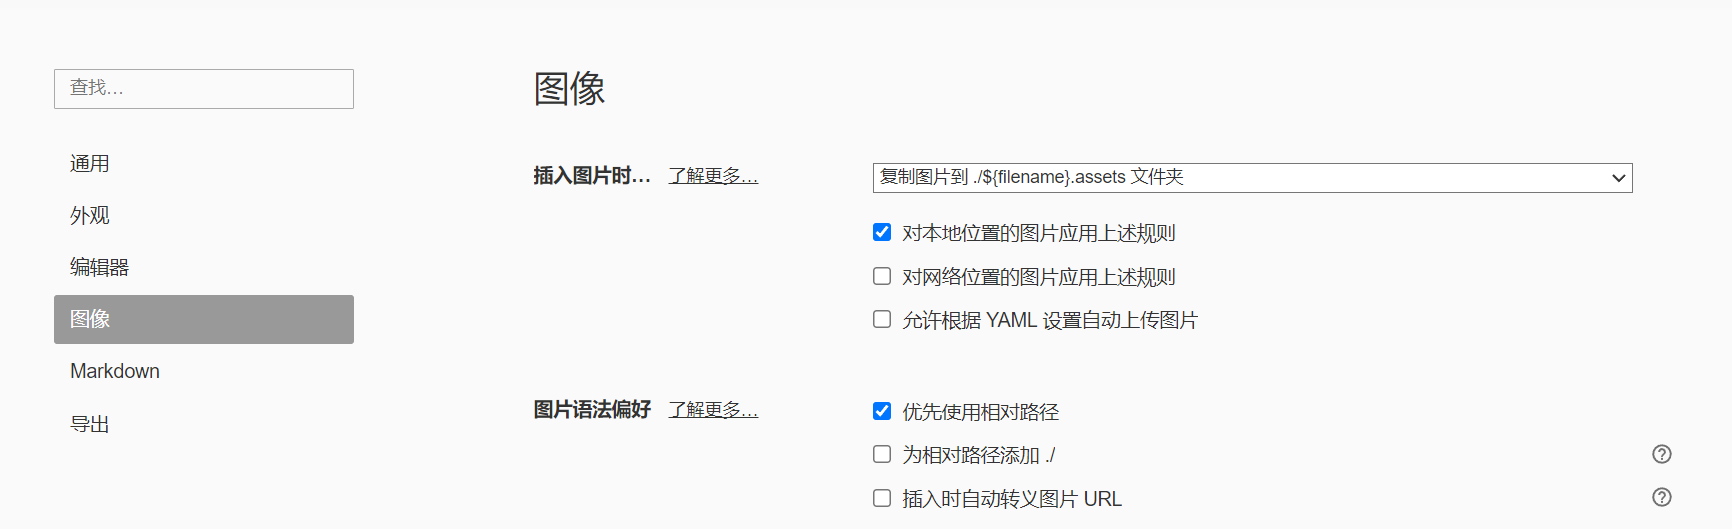 查找...
通用
外观
编辑器
图像
Markdown
导出
图像
插入图片时... 了解更多... 复制图片到 ./${filename}.assets 文件夹
对本地位置的图片应用上述规则
对网络位置的图片应用上述规则
允许根据 YAML 设置自动上传图片
图片语法偏好 了解更多... 优先使用相对路径
为相对路径添加 ./
插入时自动转义图片 URL